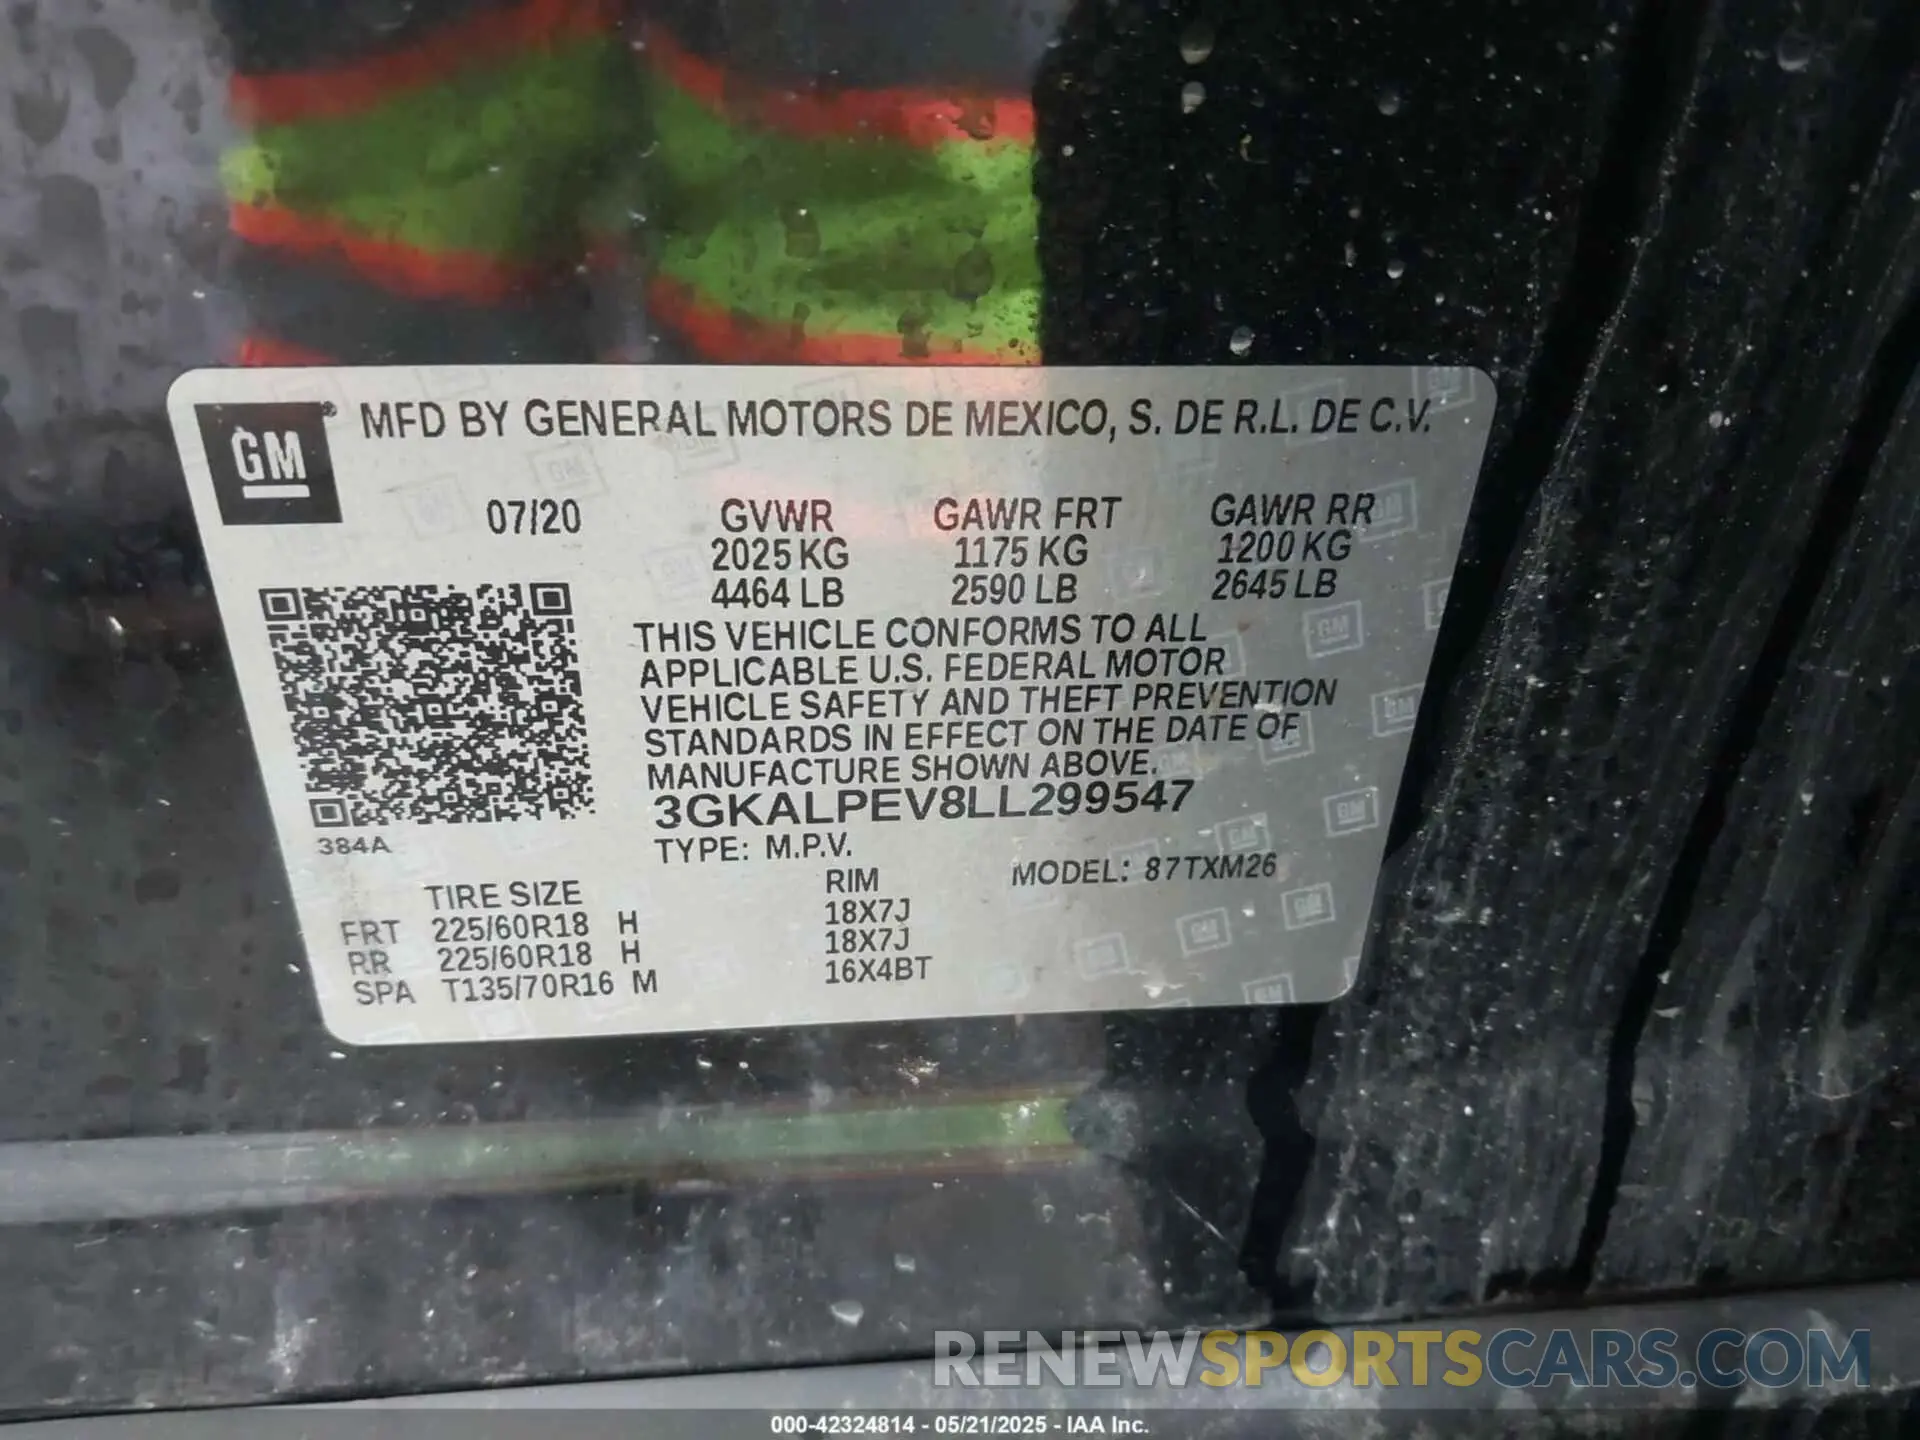 GM ® MFD BY GENERAL MOTORS DE MEXICO, S. DE R.L. DE C.V.
07/20 GVWR GAWR FRT GAWR RR
2025 KG 1175 KG 1200 KG
4464 LB 2590 LB 2645 LB
THIS VEHICLE CONFORMS TO ALL
APPLICABLE U.S. FEDERAL MOTOR
VEHICLE SAFETY AND THEFT PREVENTION
STANDARDS IN EFFECT ON THE DATE OF
MANUFACTURE SHOWN ABOVE.
3GKALPEV8LL299547
384A TYPE: M.P.V.
TIRE SIZE RIM MODEL: 87TXM26
FRT 225/60R18 H 18X7J
RR 225/60R18 H 18X7J
SPA T135/70R16 M 16X4BT
RENEWSPORTSCARS.COM
000-42324814 - 05/21/2025 - IAA Inc.